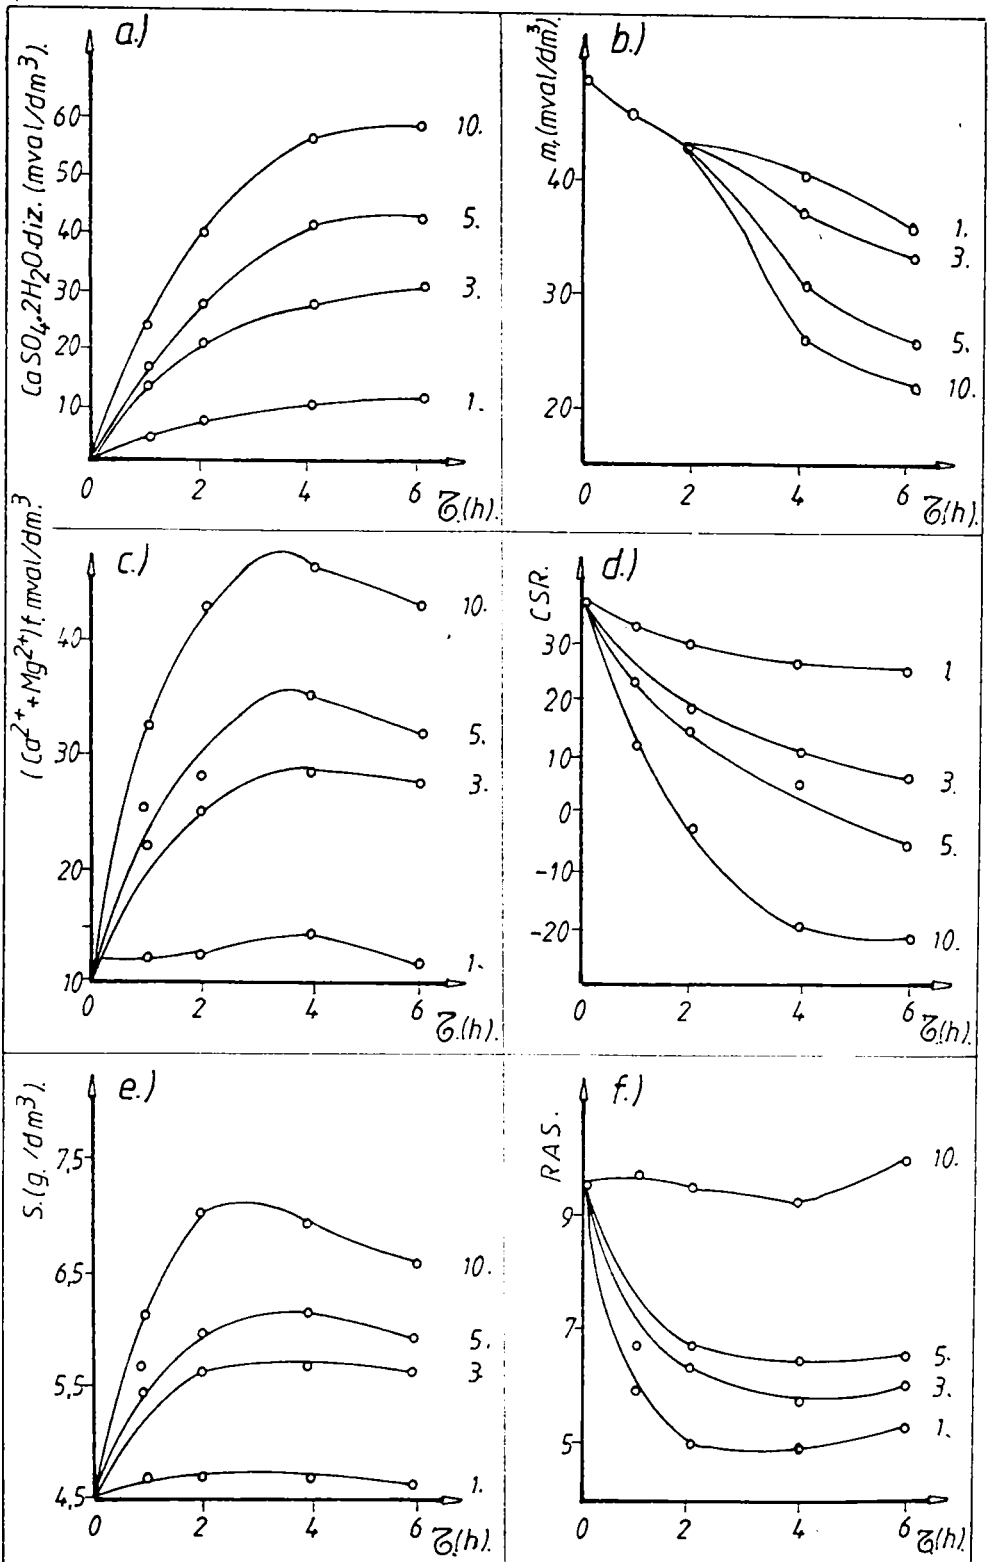 a.)
CaSO4.2H2O.diz. (mval/dm3).
60
50
40
30
20
10
0 2 4 6
(h).
10.
5.
3.
1.
b.)
m, (mval/dm3).
40
30
20
0 2 4 6
(h).
1.
3.
5.
10.
c.)
(Ca2+ + Mg2+) f. mval/dm.3
40
30
20
10
0 2 4 6
(h).
10.
5.
3.
1.
d.)
CSR.
30
20
10
0
-10
-20
0 2 4 6
(h).
1
3.
5.
10.
e.)
S.(g./dm3).
7,5
6,5
5,5
4,5
0 2 4 6
(h).
10.
5.
3.
1.
f.)
RAS.
9
7
5
0 2 4 6
(h).
10.
5.
3.
1.